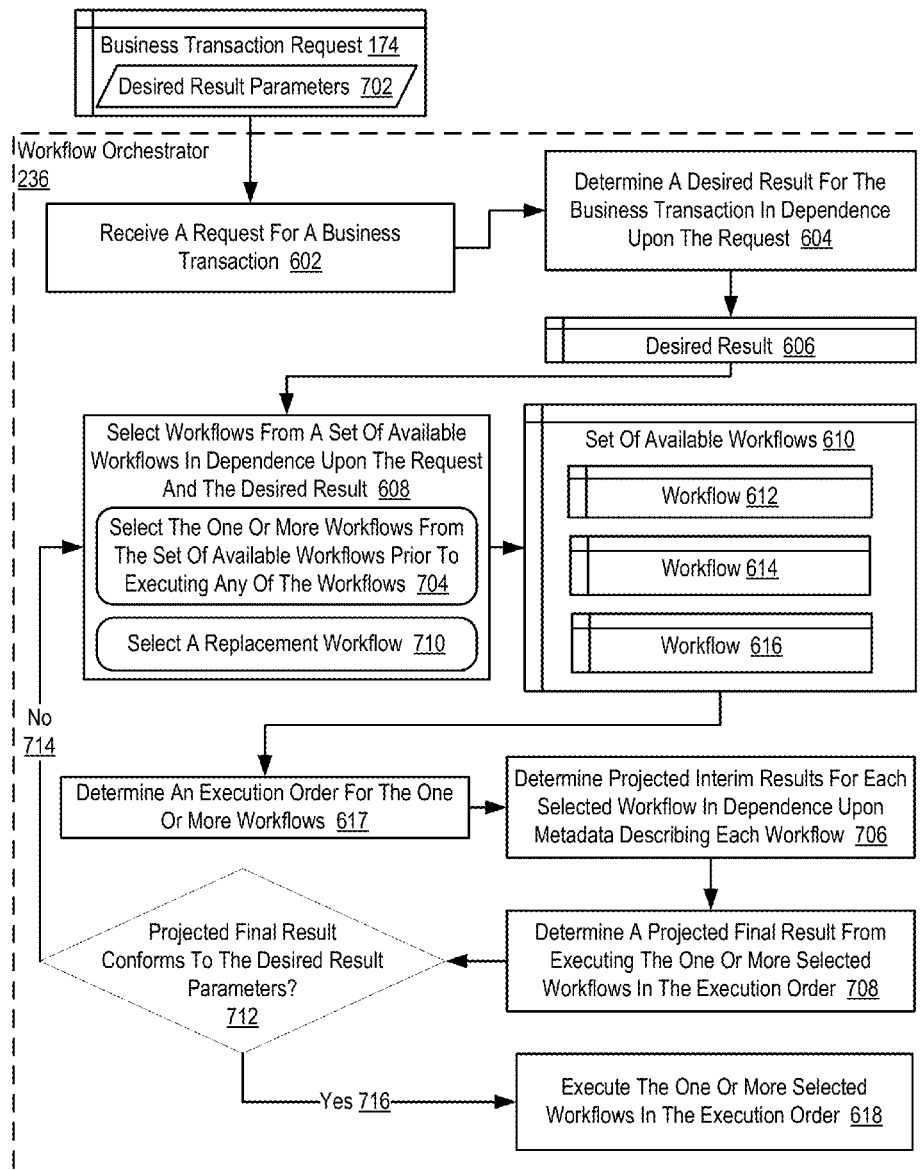 Business Transaction Request 174
Desired Result Parameters 702
Workflow Orchestrator
236
Receive A Request For A Business
Transaction 602
Determine A Desired Result For The
Business Transaction In Dependence
Upon The Request 604
Desired Result 606
Select Workflows From A Set Of Available
Workflows In Dependence Upon The Request
And The Desired Result 608
Select The One Or More Workflows From
The Set Of Available Workflows Prior To
Executing Any Of The Workflows 704
Select A Replacement Workflow 710
Set Of Available Workflows 610
Workflow 612
Workflow 614
Workflow 616
No
714
Determine An Execution Order For The One
Or More Workflows 617
Determine Projected Interim Results For Each
Selected Workflow In Dependence Upon
Metadata Describing Each Workflow 706
Projected Final Result
Conforms To The Desired Result
Parameters?
712
Determine A Projected Final Result From
Executing The One Or More Selected
Workflows In The Execution Order 708
Yes 716
Execute The One Or More Selected
Workflows In The Execution Order 618